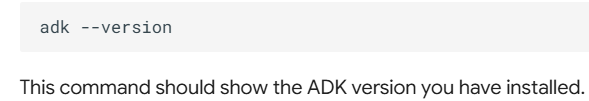 adk --version
This command should show the ADK version you have installed.